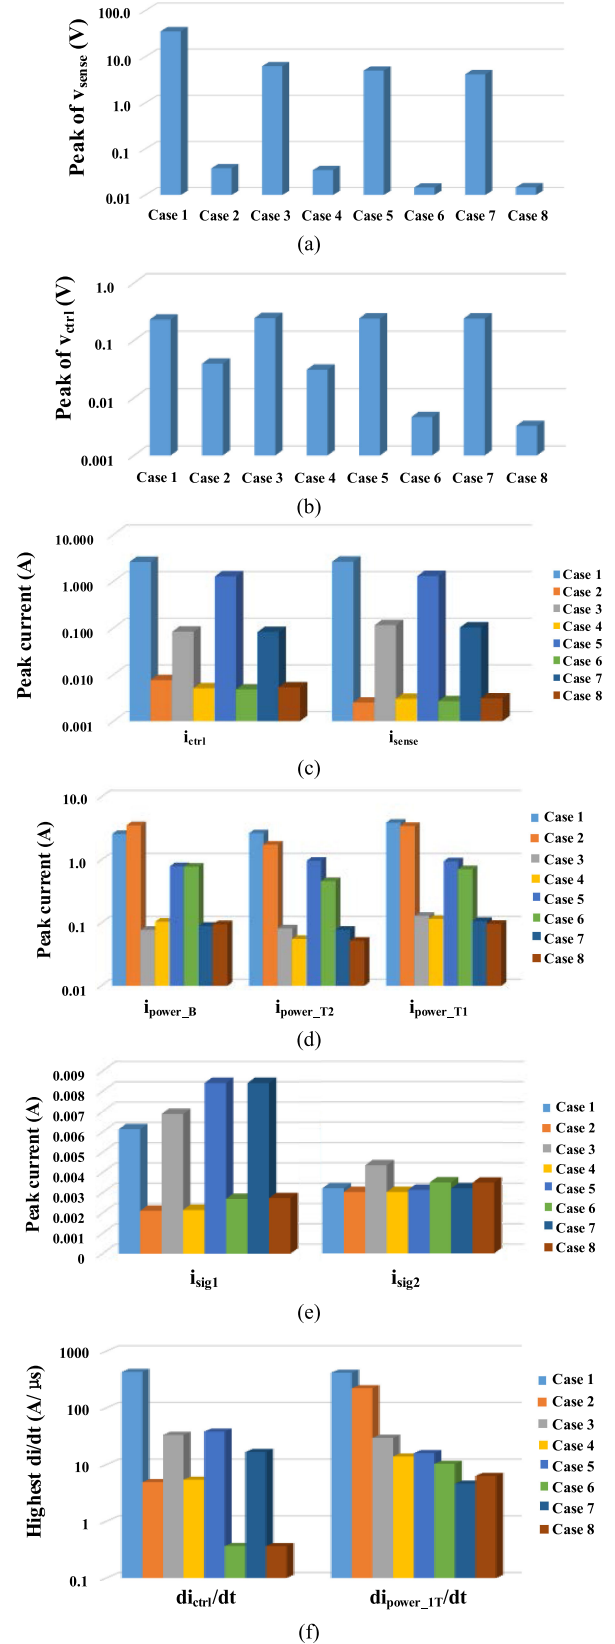 100.0
10.0
1.0
0.1
0.01
Peak of vsense (V)
Case 1 Case 2 Case 3 Case 4 Case 5 Case 6 Case 7 Case 8
(a)
1.0
0.1
0.01
0.001
Peak of vctrl (V)
Case 1 Case 2 Case 3 Case 4 Case 5 Case 6 Case 7 Case 8
(b)
10.000
1.000
0.100
0.010
0.001
Peak current (A)
ictrl isense
Case 1
Case 2
Case 3
Case 4
Case 5
Case 6
Case 7
Case 8
(c)
10.0
1.0
0.1
0.01
Peak current (A)
ipower_B ipower_T2 ipower_T1
Case 1
Case 2
Case 3
Case 4
Case 5
Case 6
Case 7
Case 8
(d)
0.009
0.008
0.007
0.006
0.005
0.004
0.003
0.002
0.001
0
Peak current (A)
isig1 isig2
Case 1
Case 2
Case 3
Case 4
Case 5
Case 6
Case 7
Case 8
(e)
1000
100
10
1
0.1
Highest di/dt (A/ μs)
dictrl/dt dipower_1T/dt
Case 1
Case 2
Case 3
Case 4
Case 5
Case 6
Case 7
Case 8
(f)